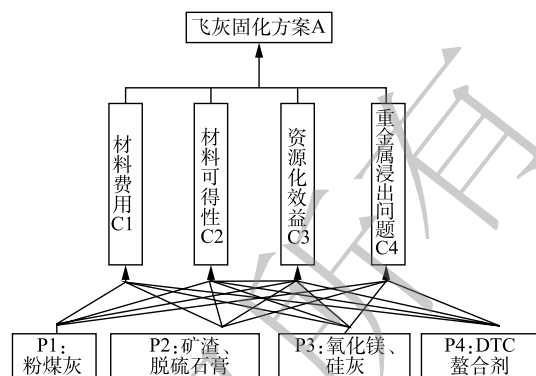 飞灰固化方案A
材料费用C1
材料可得性C2
资源化效益C3
重金属浸出问题C4
P1:
粉煤灰
P2:矿渣、
脱硫石膏
P3:氧化镁、
硅灰
P4:DTC
螯合剂
所有